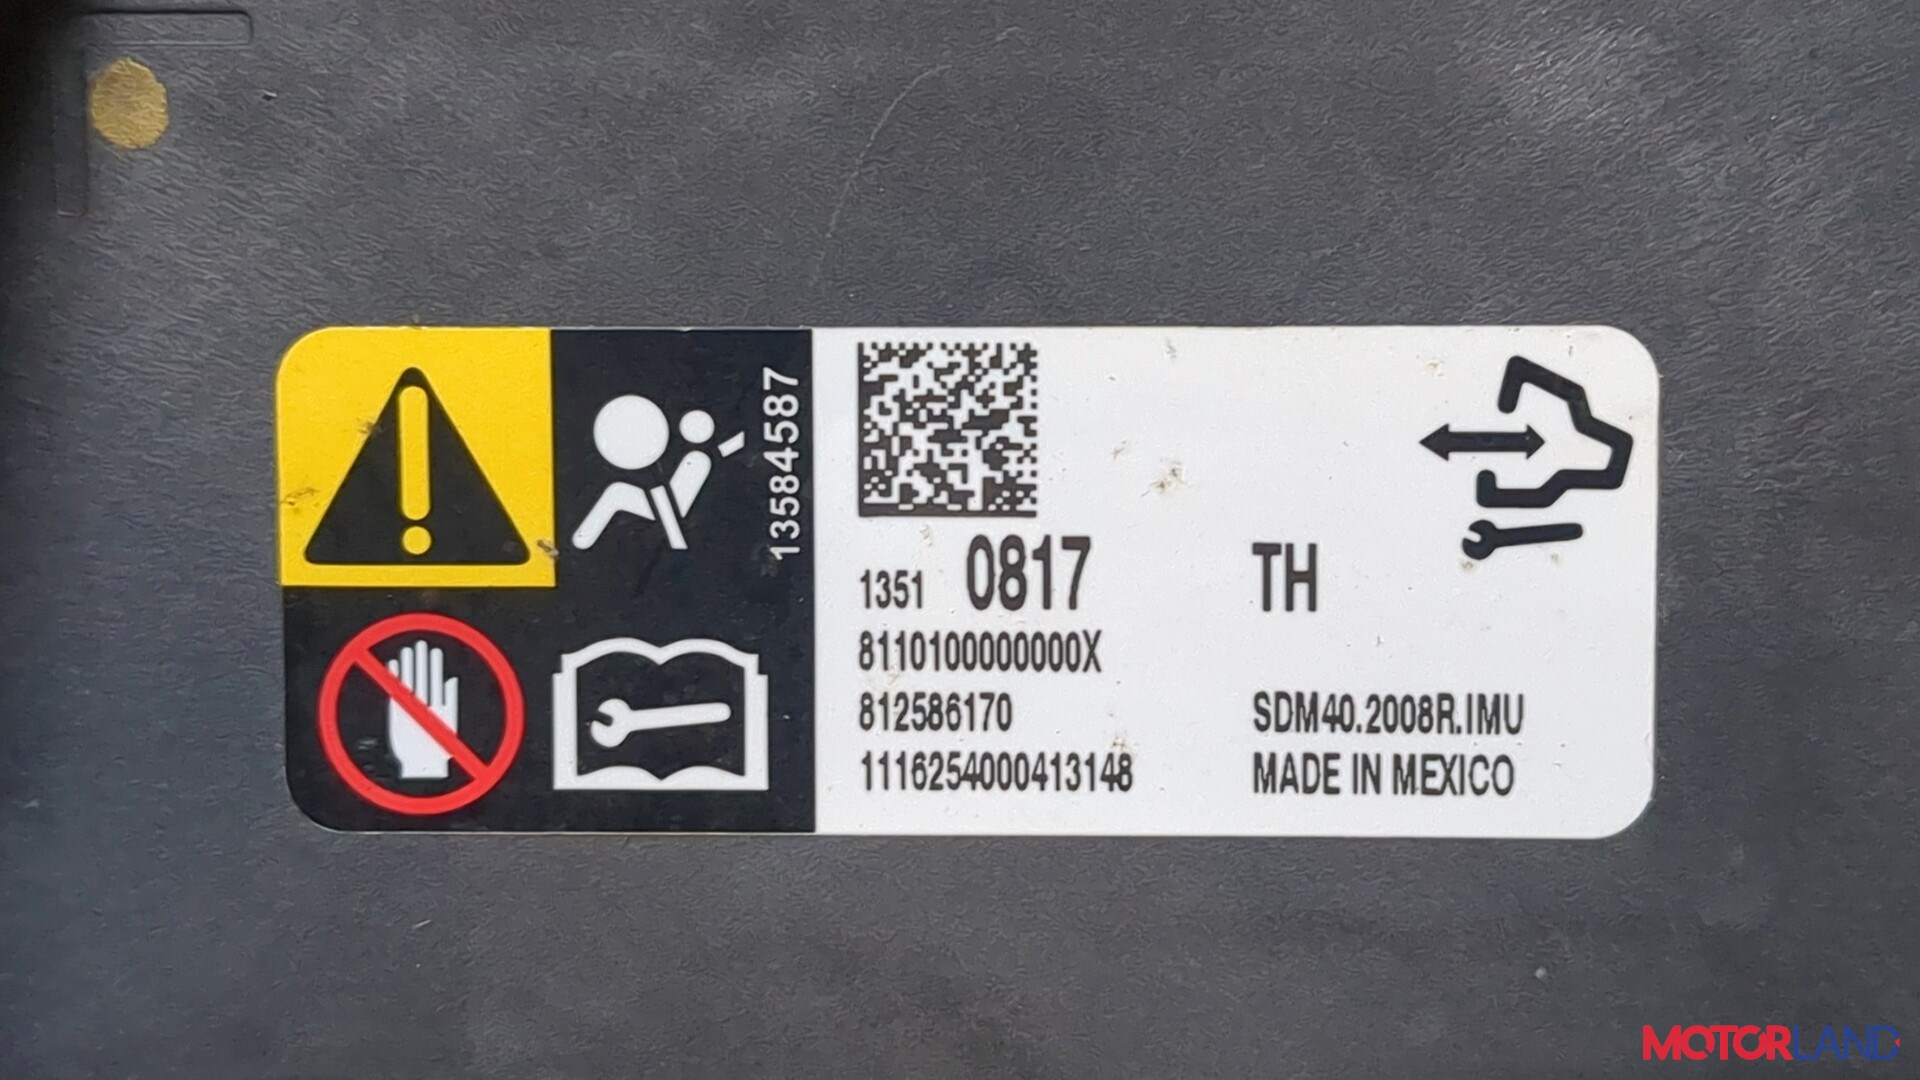 13584587
1351 0817 TH
8110100000000X
812586170 SDM40.2008R.IMU
1116254000413148 MADE IN MEXICO
MOTORLAND